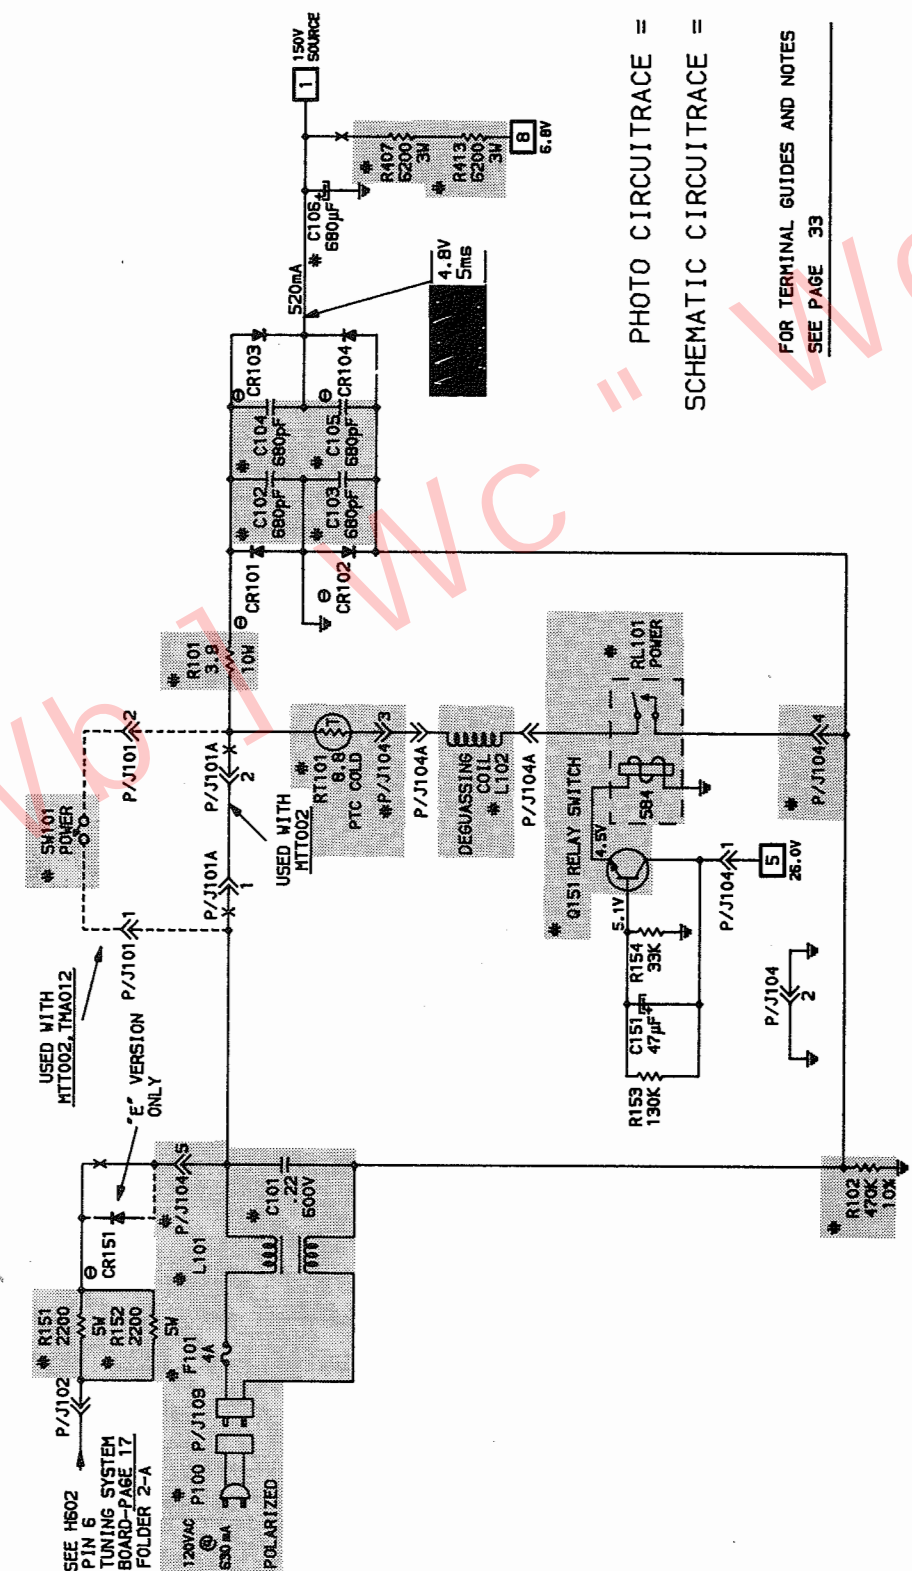 SEE H602
PIN 6
TUNING SYSTEM
BOARD-PAGE 17
FOLDER 2-A
P/J102
R151
2200
5W
R152
2200
5W
CR151
"E" VERSION
ONLY
USED WITH
MTT002,TMA012
120VAC
@
630mA
P100
P/J109
POLARIZED
F101
4A
L101
P/J104
5
C101
.22
600V
SW101
POWER
P/J101
1
P/J101
2
P/J101A
1
P/J101A
2
USED WITH
MTT002
R101
3.8
10W
RT101
8.8
PTC COLD
P/J104
3
P/J104A
DEGUASSING
COIL
L102
P/J104A
RL101
POWER
584
Q151 RELAY SWITCH
4.5V
5.1V
R154
33K
C151
47µF
R153
130K
P/J104
1
5
26.0V
P/J104
2
P/J104
4
R102
470K
10%
CR101
CR102
C102
680pF
C103
680pF
C104
680pF
C105
680pF
CR103
CR104
520mA
4.8V
5ms
C106
680µF
1
150V
SOURCE
R407
6200
3W
R413
6200
3W
8
6.8V
PHOTO CIRCUITRACE =
SCHEMATIC CIRCUITRACE =
FOR TERMINAL GUIDES AND NOTES
SEE PAGE 33